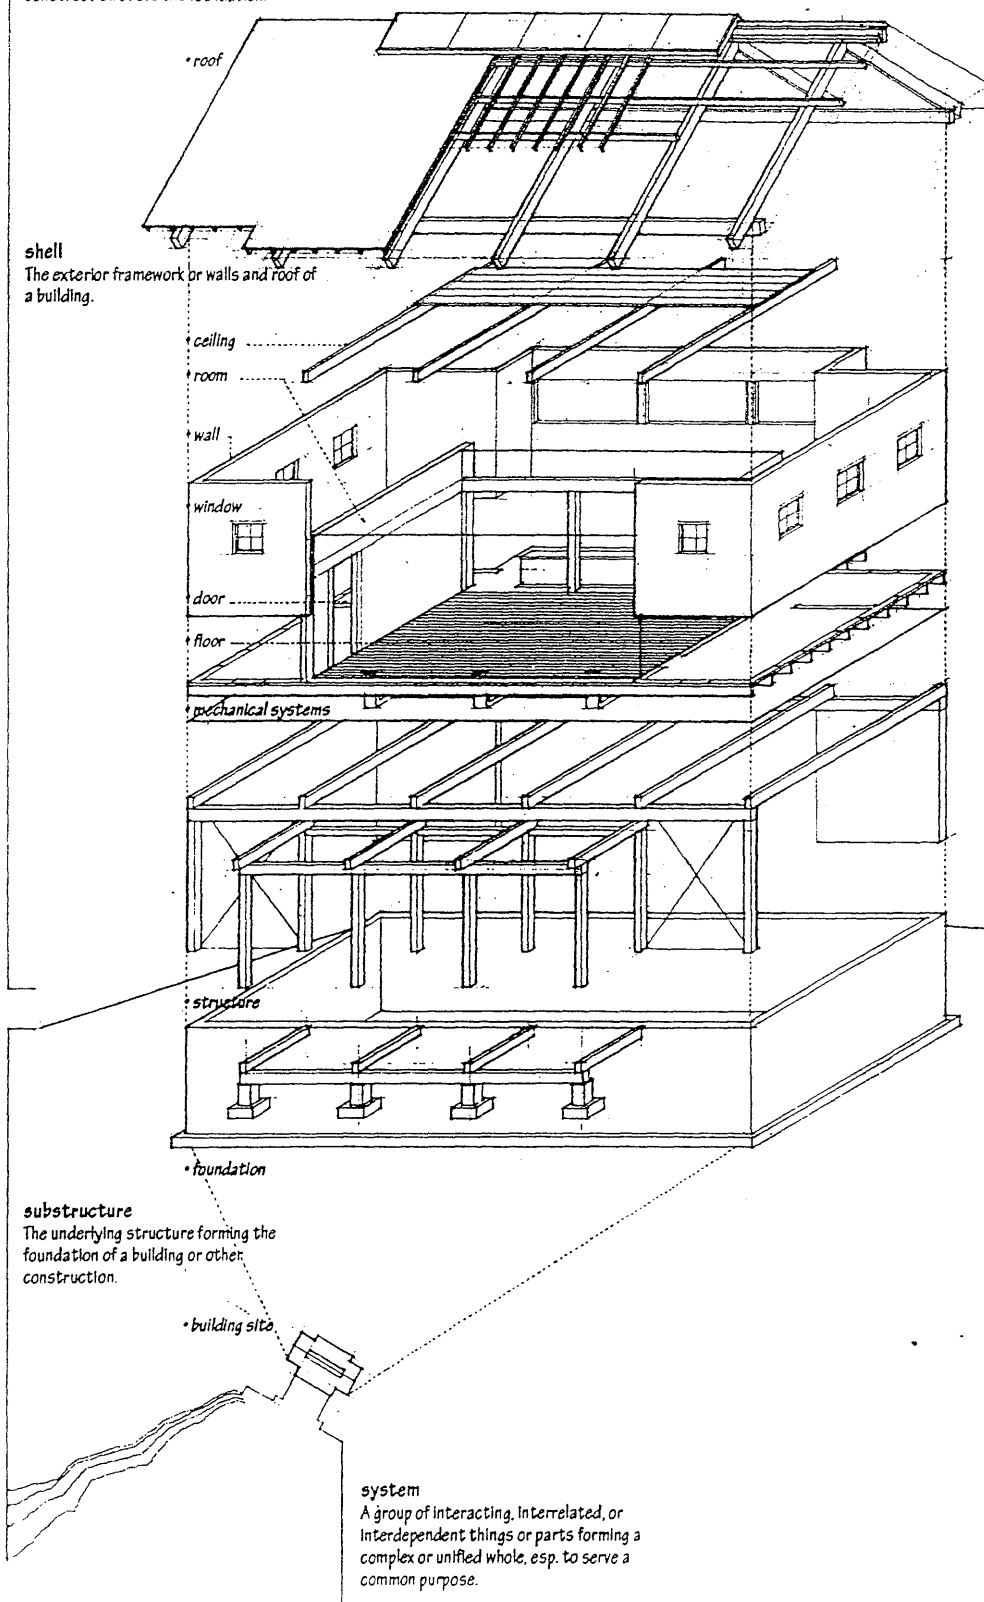 • roof
shell
The exterior framework or walls and roof of
a building.
• ceiling
• room
• wall
• window
• door
• floor
• mechanical systems
• structure
• foundation
substructure
The underlying structure forming the
foundation of a building or other
construction.
• building site
system
A group of interacting, interrelated, or
interdependent things or parts forming a
complex or unified whole, esp. to serve a
common purpose.